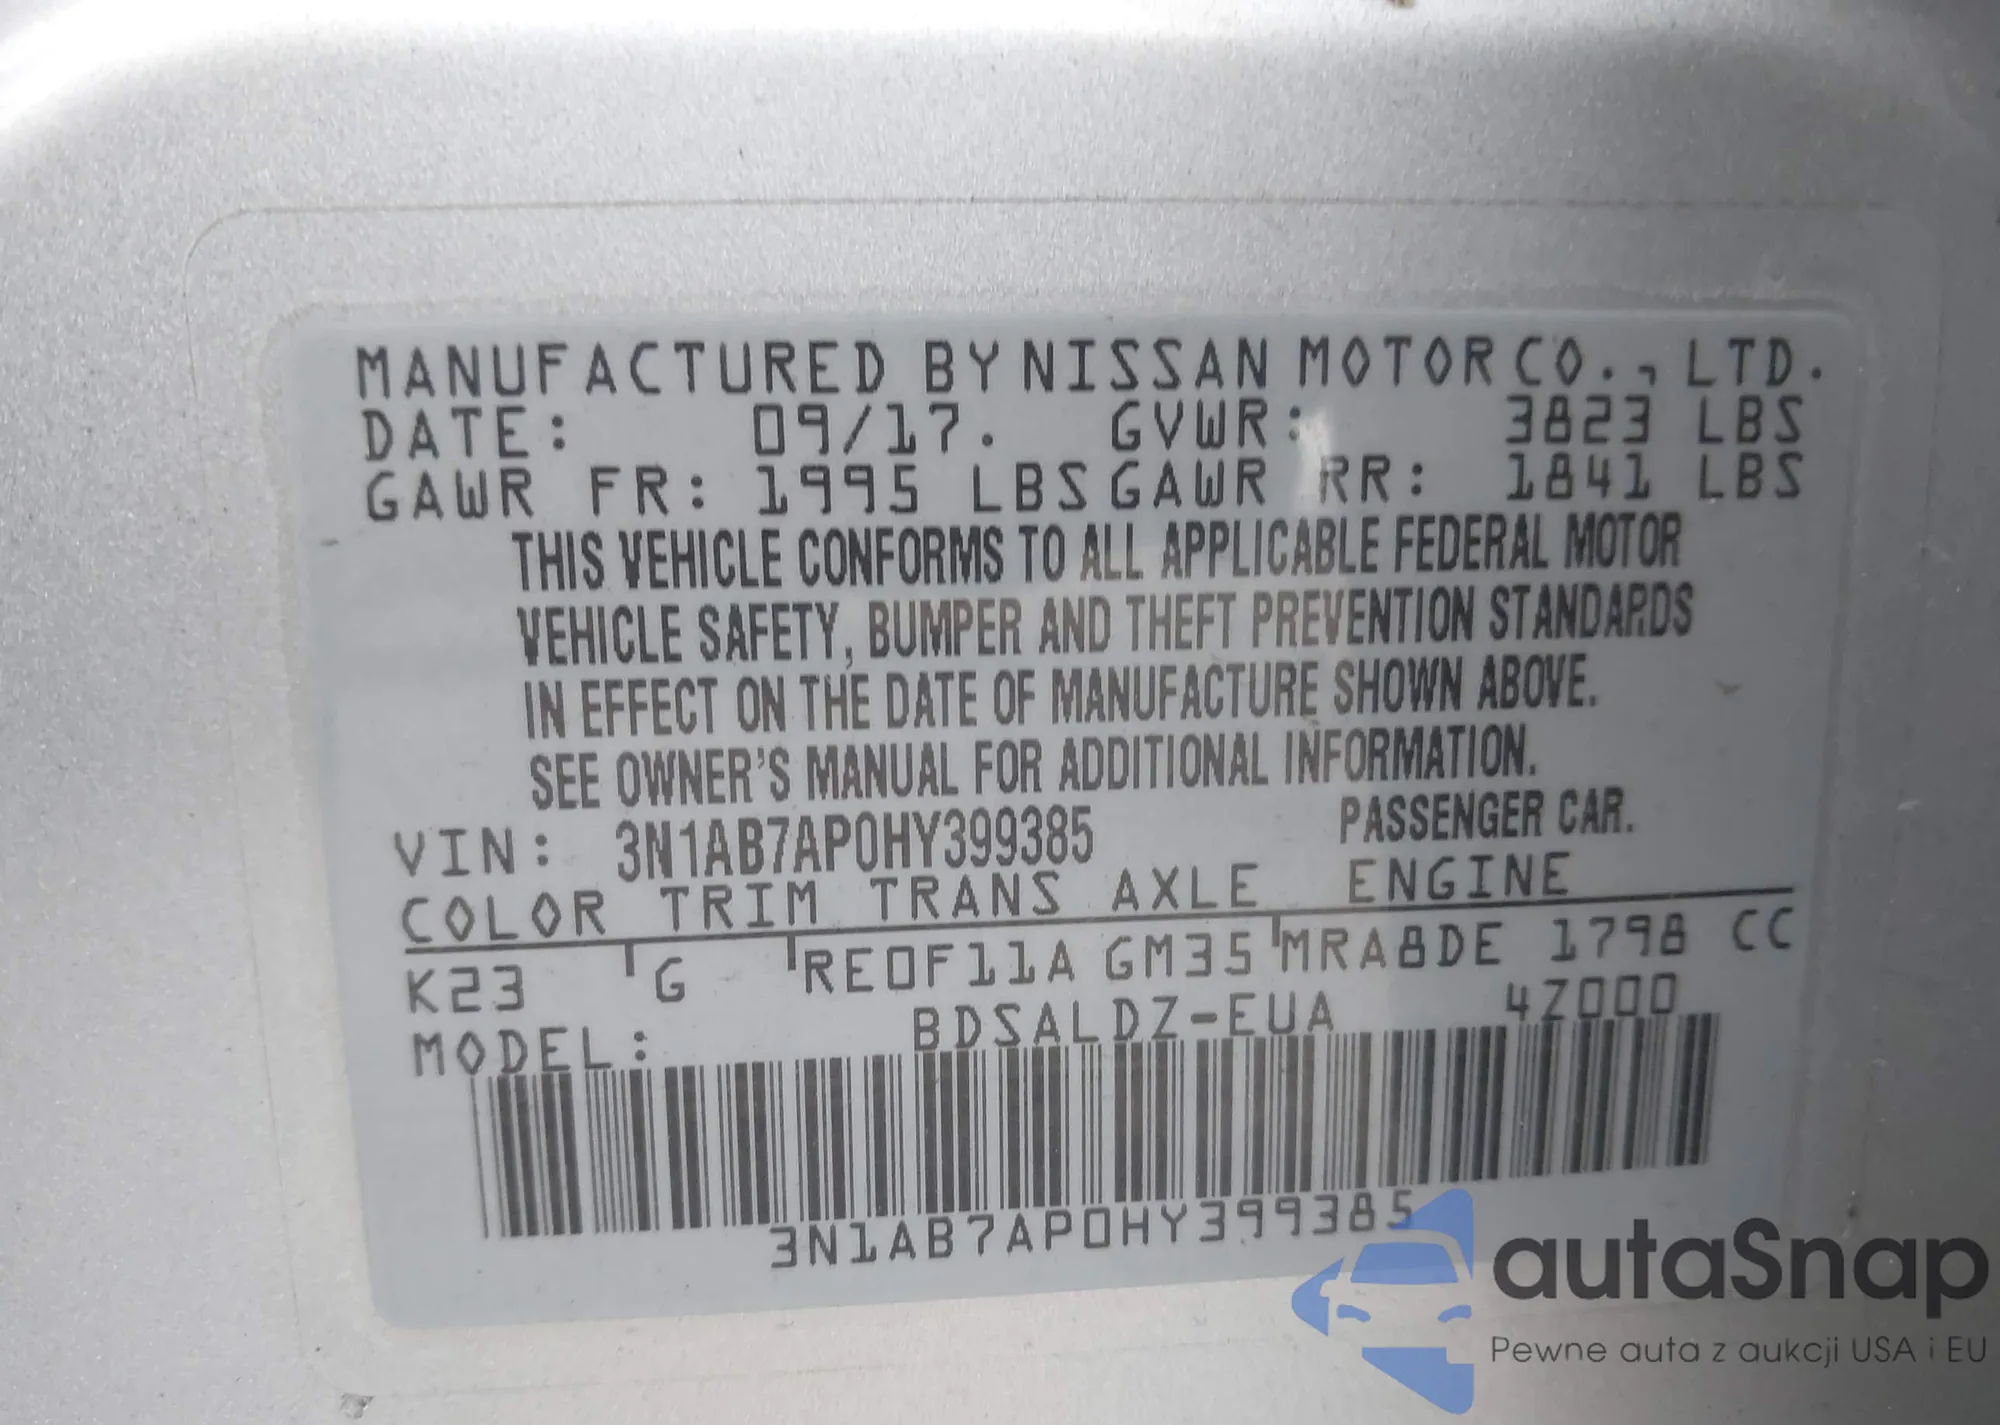 MANUFACTURED BY NISSAN MOTOR CO., LTD.
DATE: 09/17. GVWR: 3823 LBS
GAWR FR: 1995 LBS GAWR RR: 1841 LBS
THIS VEHICLE CONFORMS TO ALL APPLICABLE FEDERAL MOTOR
VEHICLE SAFETY, BUMPER AND THEFT PREVENTION STANDARDS
IN EFFECT ON THE DATE OF MANUFACTURE SHOWN ABOVE.
SEE OWNER'S MANUAL FOR ADDITIONAL INFORMATION.
VIN: 3N1AB7AP0HY399385 PASSENGER CAR.
COLOR TRIM TRANS AXLE ENGINE
K23 G RE0F11A GM35 MRA8DE 1798 CC
MODEL: BDSALDZ-EUA 4Z000
3N1AB7AP0HY399385
autaSnap
Pewne auta z aukcji USA i EU